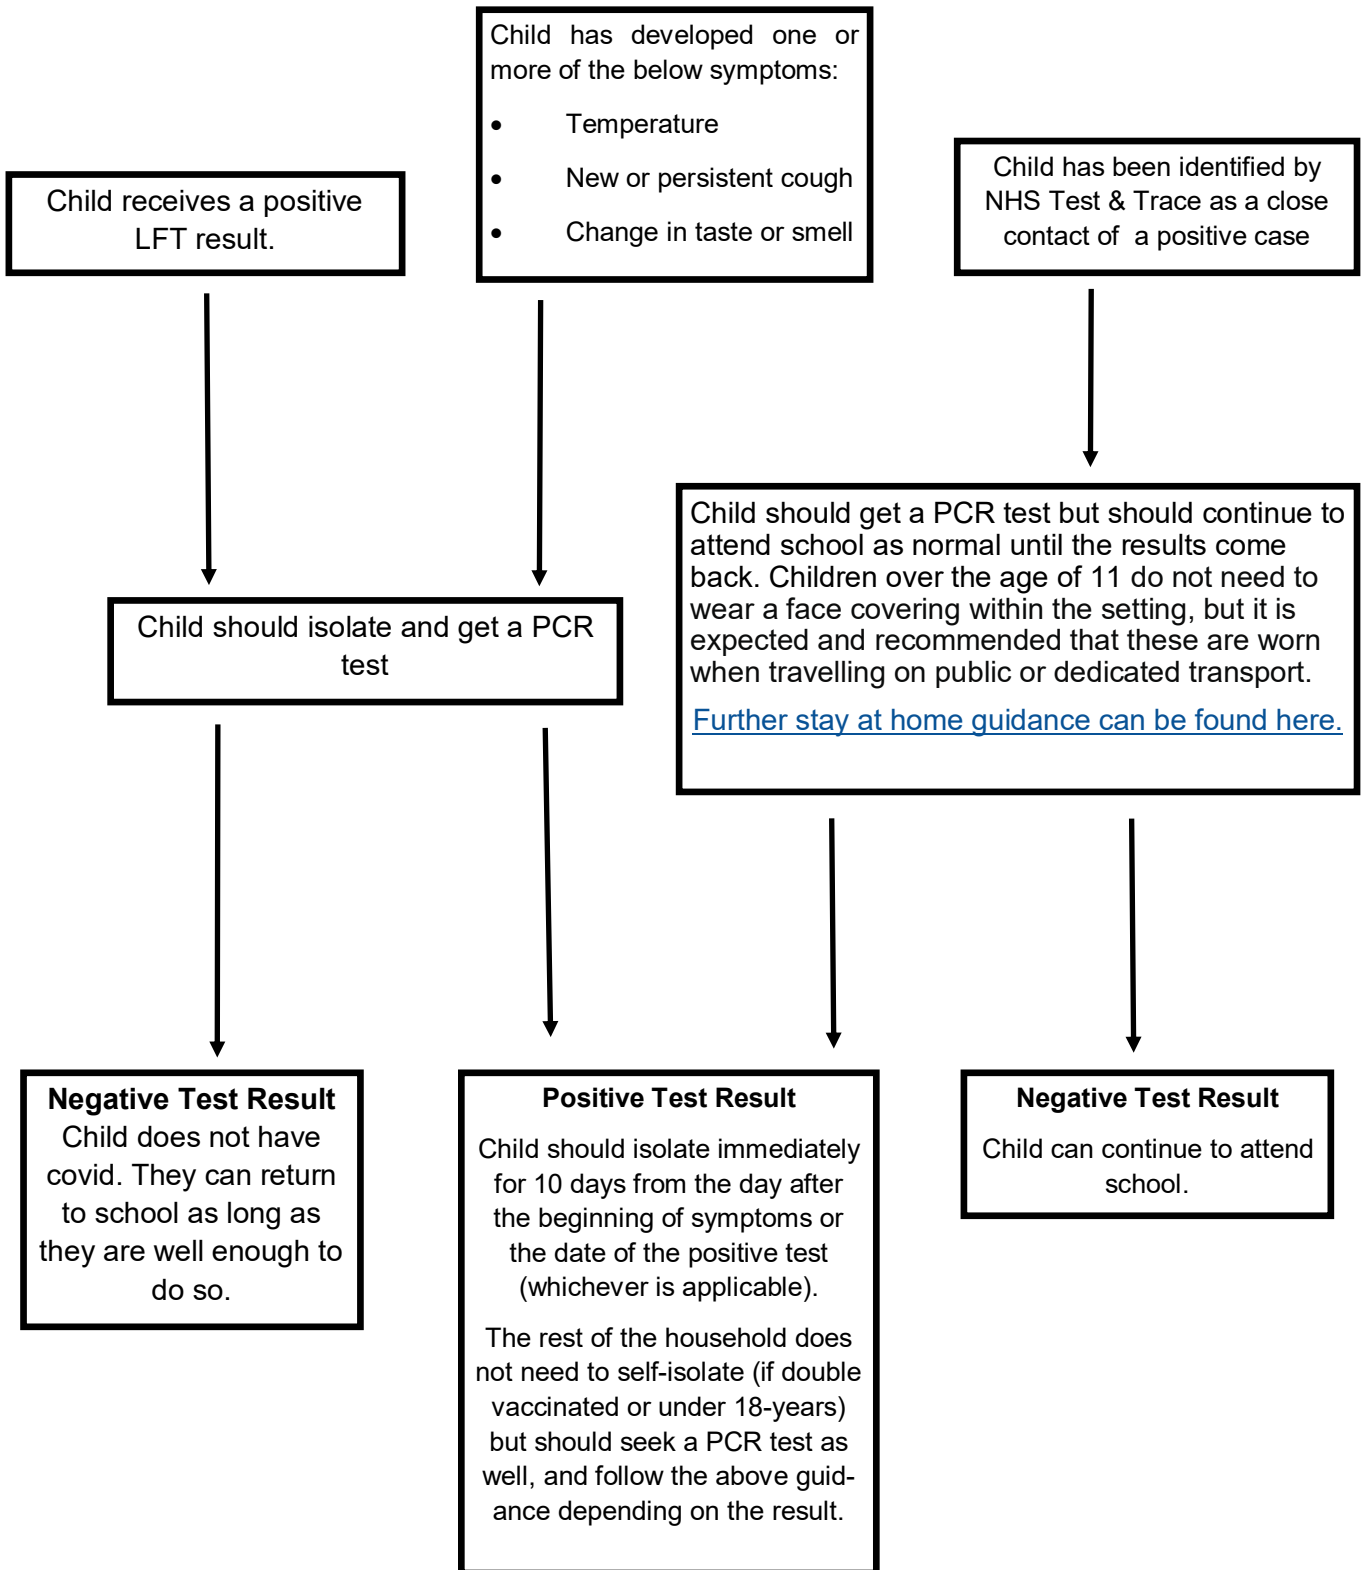 Child has developed one or
more of the below symptoms:
• Temperature
• New or persistent cough
• Change in taste or smell
Child receives a positive
LFT result.
Child has been identified by
NHS Test & Trace as a close
contact of a positive case
Child should isolate and get a PCR
test
Child should get a PCR test but should continue to
attend school as normal until the results come
back. Children over the age of 11 do not need to
wear a face covering within the setting, but it is
expected and recommended that these are worn
when travelling on public or dedicated transport.
Further stay at home guidance can be found here.
Negative Test Result
Child does not have
covid. They can return
to school as long as
they are well enough to
do so.
Positive Test Result
Child should isolate immediately
for 10 days from the day after
the beginning of symptoms or
the date of the positive test
(whichever is applicable).
The rest of the household does
not need to self-isolate (if double
vaccinated or under 18-years)
but should seek a PCR test as
well, and follow the above guid-
ance depending on the result.
Negative Test Result
Child can continue to attend
school.